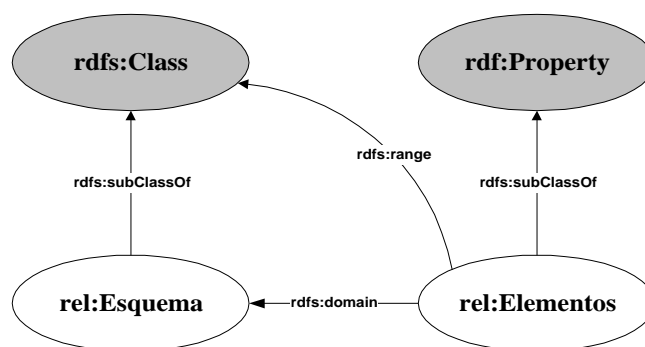 rdfs:Class
rdf:Property
rdfs:range
rdfs:subClassOf
rdfs:subClassOf
rel:Esquema
rdfs:domain
rel:Elementos